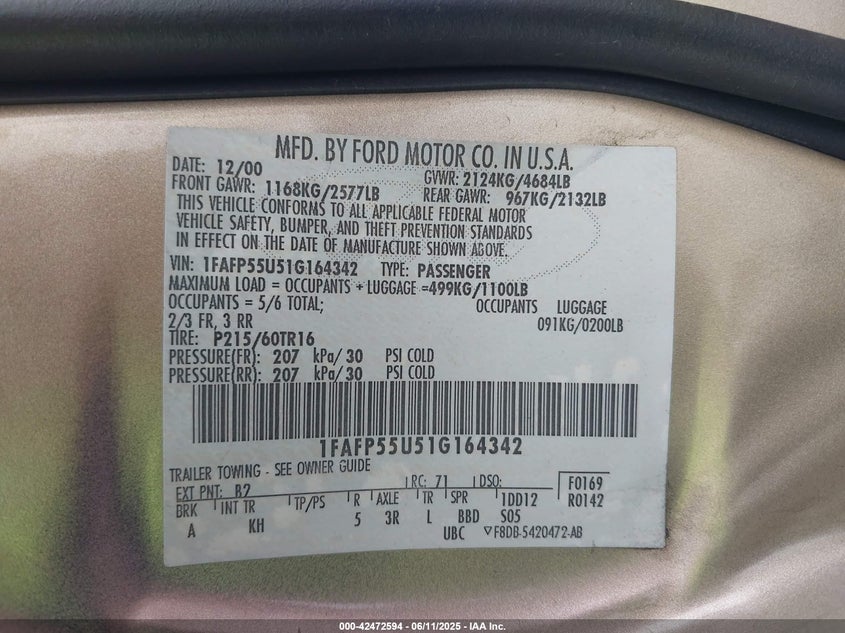 MFD. BY FORD MOTOR CO. IN U.S.A.
DATE: 12/00 GVWR: 2124KG/4684LB
FRONT GAWR: 1168KG/2577LB REAR GAWR: 967KG/2132LB
THIS VEHICLE CONFORMS TO ALL APPLICABLE FEDERAL MOTOR
VEHICLE SAFETY, BUMPER, AND THEFT PREVENTION STANDARDS
IN EFFECT ON THE DATE OF MANUFACTURE SHOWN ABOVE.
VIN: 1FAFP55U51G164342 TYPE: PASSENGER
MAXIMUM LOAD = OCCUPANTS + LUGGAGE =499KG/1100LB
OCCUPANTS = 5/6 TOTAL; OCCUPANTS LUGGAGE
2/3 FR, 3 RR 091KG/0200LB
TIRE: P215/60TR16
PRESSURE(FR): 207 kPa/ 30 PSI COLD
PRESSURE(RR): 207 kPa/ 30 PSI COLD
1FAFP55U51G164342
TRAILER TOWING - SEE OWNER GUIDE
EXT PNT: B2 RC: 71 DSO: F0169
BRK INT TR TP/PS R AXLE TR SPR 1DD12 R0142
A KH 5 3R L BBD S05
UBC F8DB-5420472-AB
000-42472594 - 06/11/2025 - IAA Inc.